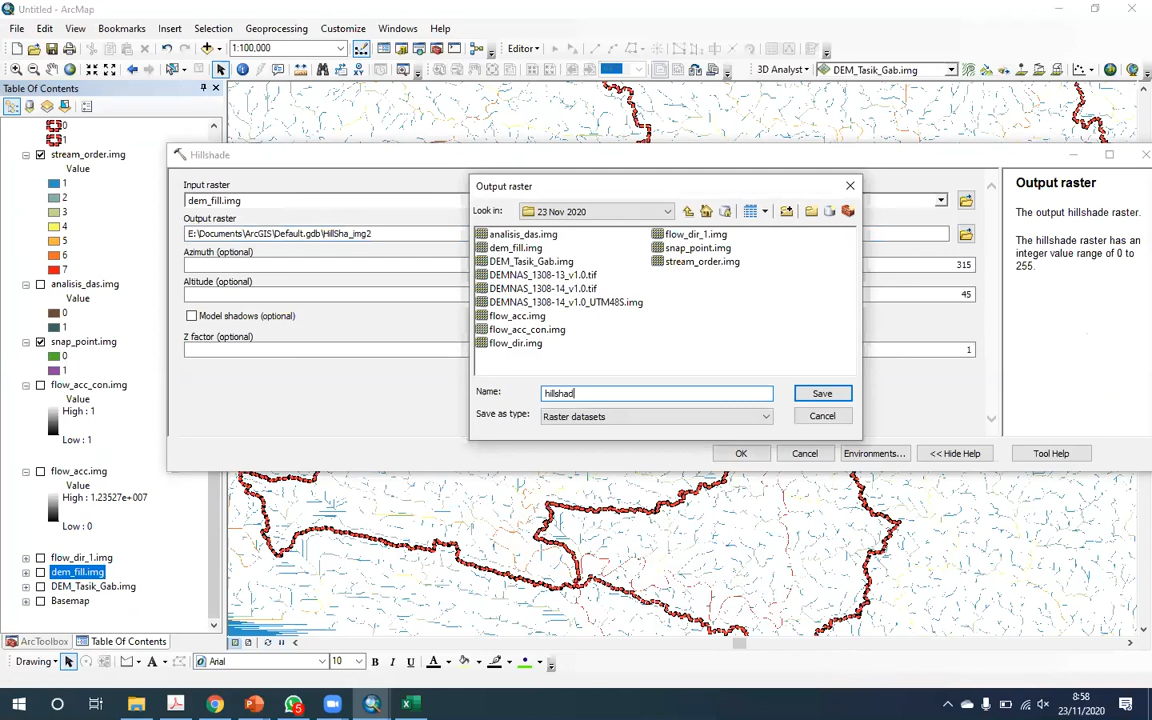 Untitled - ArcMap
File Edit View Bookmarks Insert Selection Geoprocessing Customize Windows Help
1:100,000 Editor
3D Analyst DEM_Tasik_Gab.img
Table Of Contents
0
1
stream_order.img
Value
1
2
3
4
5
6
7
analisis_das.img
Value
0
1
snap_point.img
0
1
flow_acc_con.img
Value
High : 1
Low : 1
flow_acc.img
High : 1.23527e+007
Low : 0
flow_dir_1.img
dem_fill.img
DEM_Tasik_Gab.img
Basemap
ArcToolbox Table Of Contents
Hillshade
Input raster
dem_fill.img
Output raster
E:\Documents\ArcGIS\Default.gdb\HillSha_img2
Azimuth (optional)
315
Altitude (optional)
45
Model shadows (optional)
Z factor (optional)
1
OK Cancel Environments... << Hide Help Tool Help
Output raster
The output hillshade raster.
The hillshade raster has an
integer value range of 0 to
255.
Output raster
Look in: 23 Nov 2020
analisis_das.img
dem_fill.img
DEM_Tasik_Gab.img
DEMNAS_1308-13_v1.0.tif
DEMNAS_1308-14_v1.0.tif
DEMNAS_1308-14_v1.0_UTM48S.img
flow_acc.img
flow_acc_con.img
flow_dir.img
flow_dir_1.img
snap_point.img
stream_order.img
Name: hillshad
Save
Save as type: Raster datasets
Cancel
Drawing A Arial 10 B I U A
5
8:58
23/11/2020